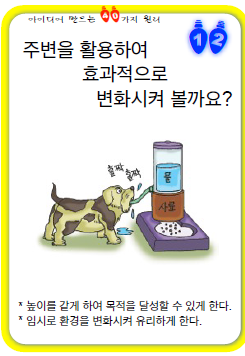 아이디어 만드는 40가지 원리
12
주변을 활용하여
효과적으로
변화시켜 볼까요?
할짝 할짝
물
사료
* 높이를 같게 하여 목적을 달성할 수 있게 한다.
* 임시로 환경을 변화시켜 유리하게 한다.